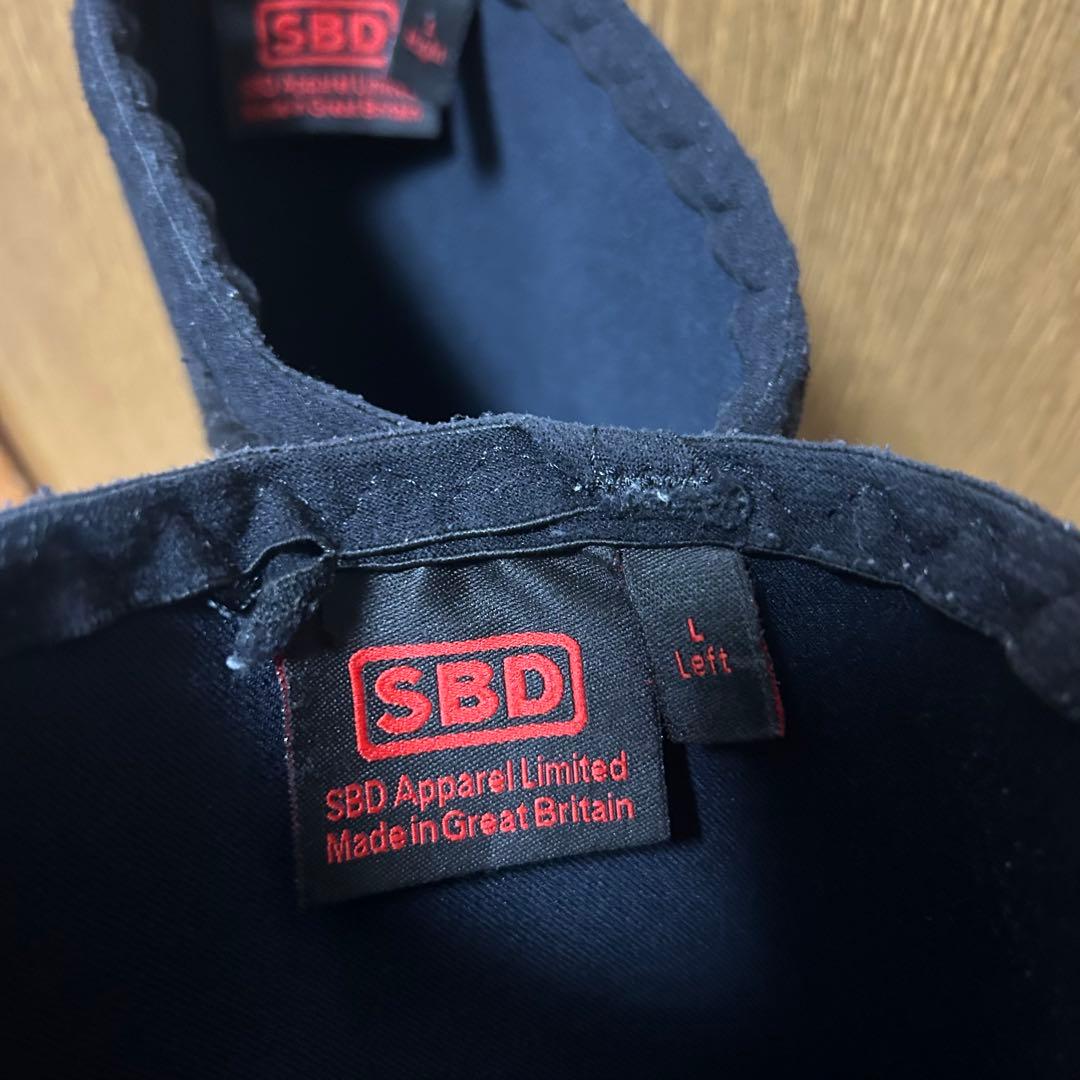 SBD
SBD
SBD Apparel Limited
Made in Great Britain
L
Left